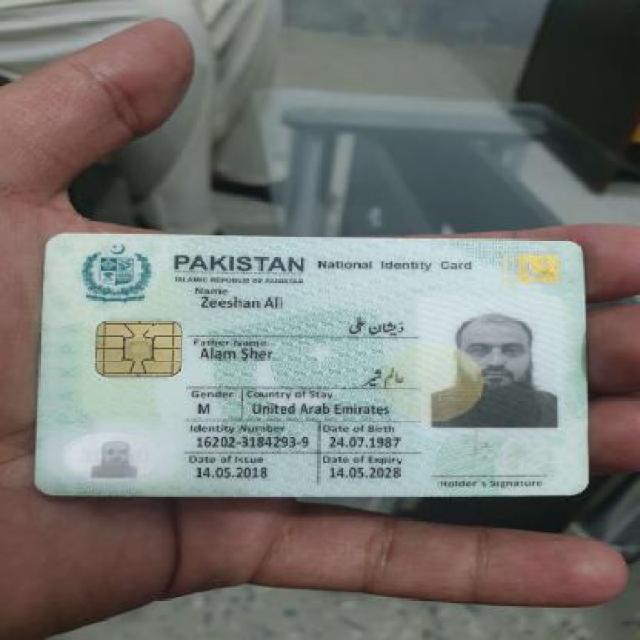 PAKISTAN National Identity Card
ISLAMIC REPUBLIC OF PAKISTAN
Name
Zeeshan Ali
ذیشان علی
Father Name
Alam Sher
عالم شیر
Gender Country of Stay
M United Arab Emirates
Identity Number Date of Birth
16202-3184293-9 24.07.1987
Date of Issue Date of Expiry
14.05.2018 14.05.2028
Holder's Signature